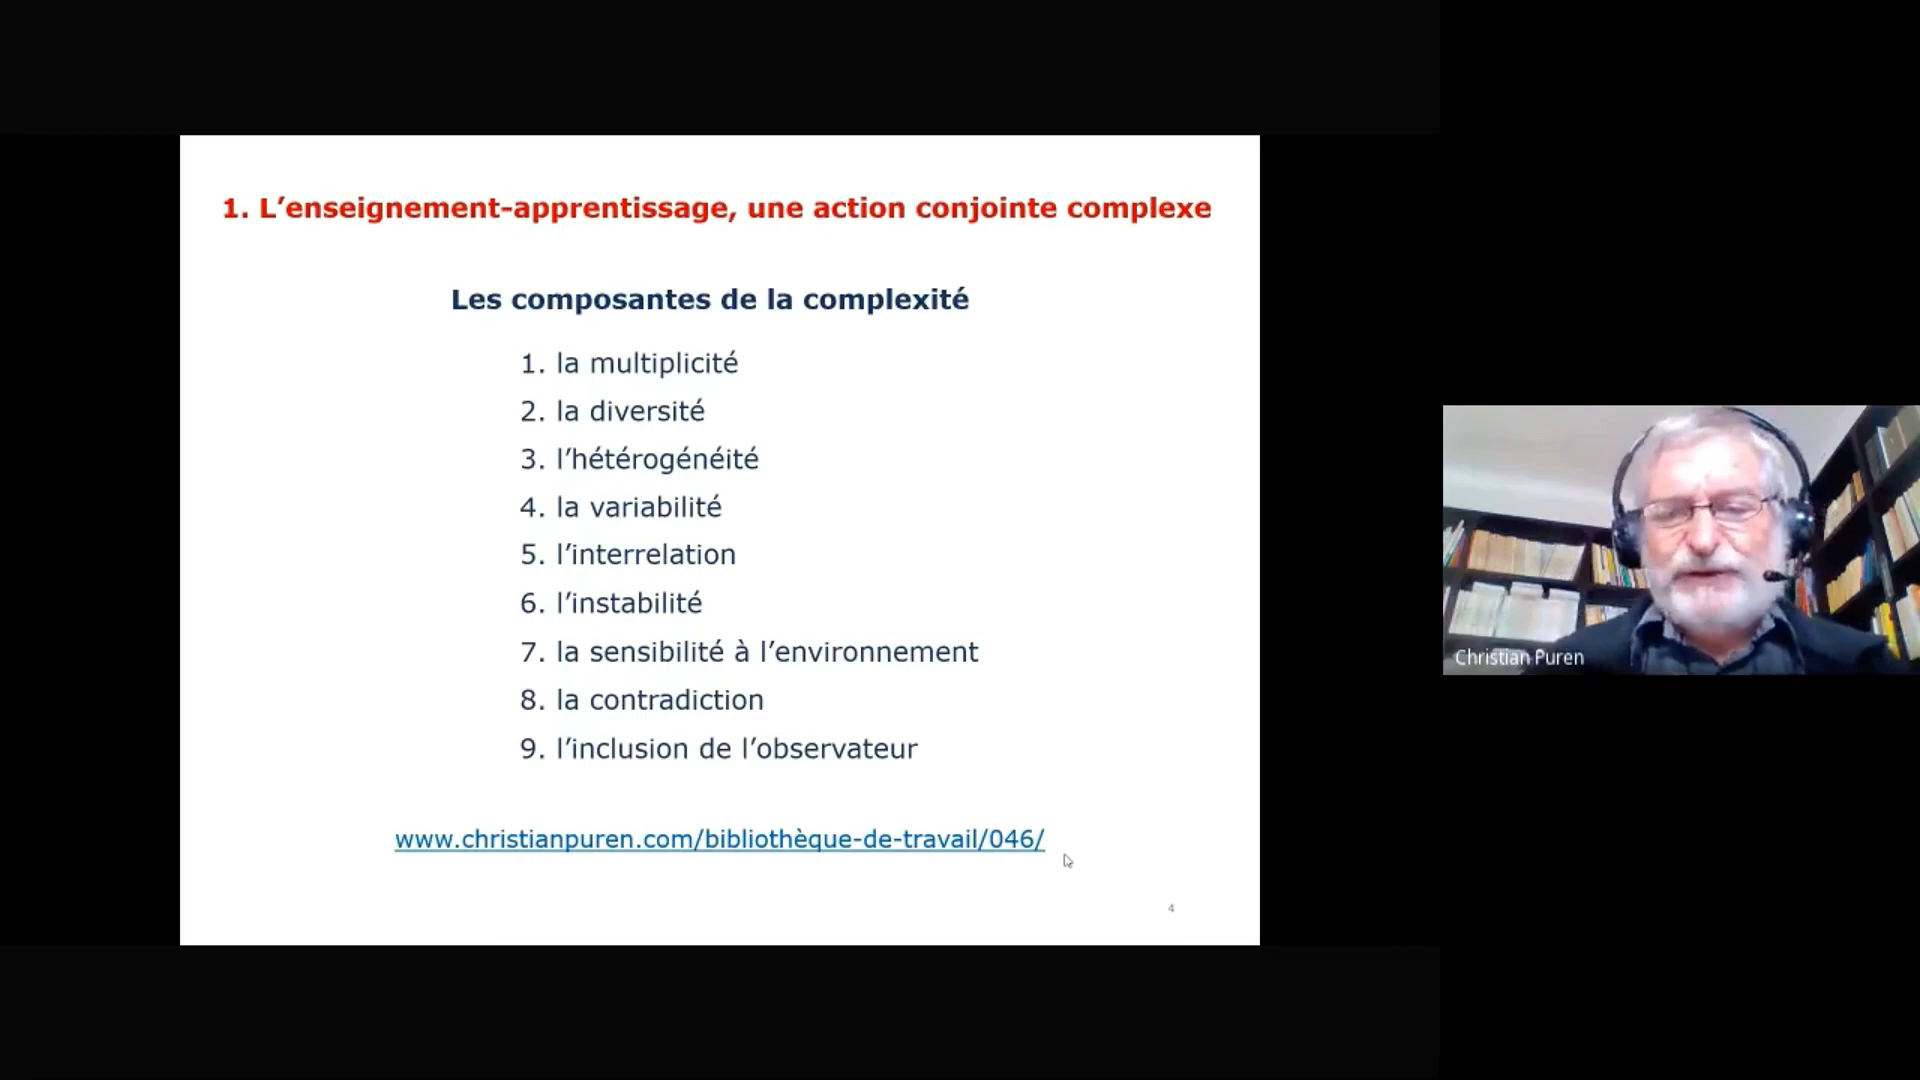 1. L’enseignement-apprentissage, une action conjointe complexe
Les composantes de la complexité
1. la multiplicité
2. la diversité
3. l’hétérogénéité
4. la variabilité
5. l’interrelation
6. l’instabilité
7. la sensibilité à l’environnement
8. la contradiction
9. l’inclusion de l’observateur
www.christianpuren.com/bibliothèque-de-travail/046/
4
Christian Puren